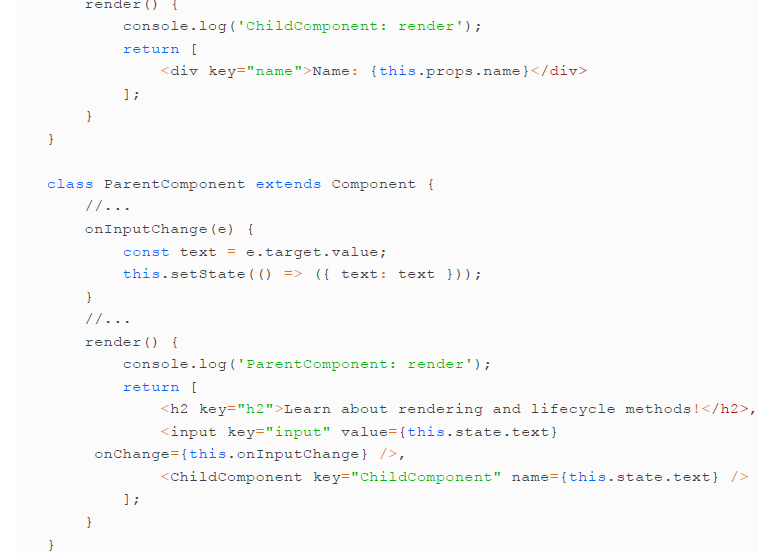 render() {
console.log('ChildComponent: render');
return [
<div key="name">Name: {this.props.name}</div>
];
}
}
class ParentComponent extends Component {
//...
onInputChange(e) {
const text = e.target.value;
this.setState(() => ({ text: text }));
}
//...
render() {
console.log('ParentComponent: render');
return [
<h2 key="h2">Learn about rendering and lifecycle methods!</h2>,
<input key="input" value={this.state.text}
onChange={this.onInputChange} />,
<ChildComponent key="ChildComponent" name={this.state.text} />
];
}
}